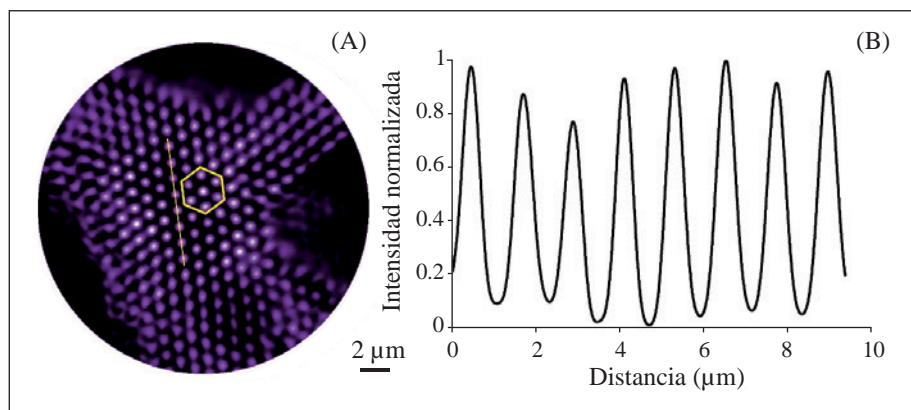 (A)
2 µm
(B)
Intensidad normalizada
1
0.8
0.6
0.4
0.2
0
0 2 4 6 8 10
Distancia (µm)